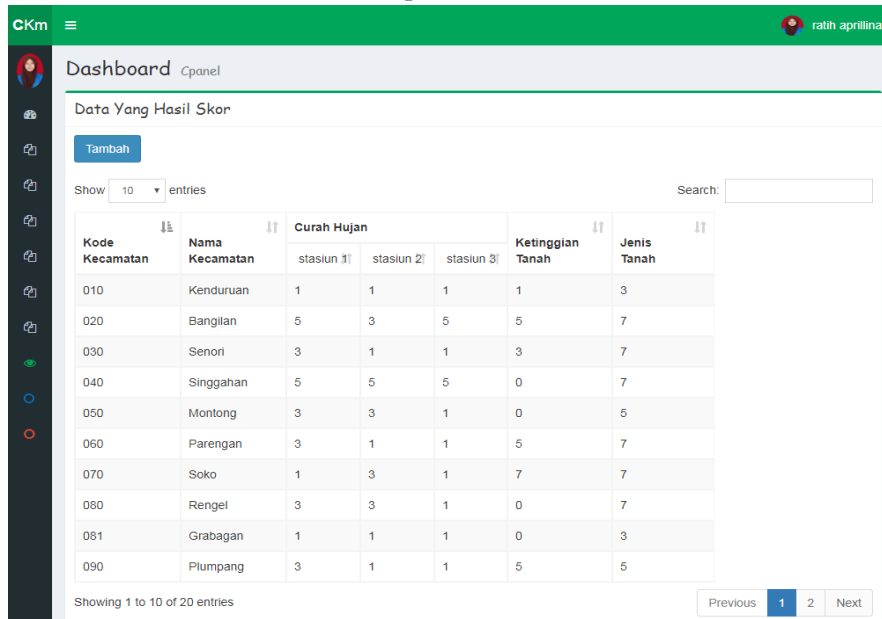 CKm ratih aprillina
Dashboard Cpanel
Data Yang Hasil Skor
Tambah
Show 10 entries Search:
Kode Kecamatan Nama Kecamatan Curah Hujan Ketinggian Tanah Jenis Tanah
stasiun 1 stasiun 2 stasiun 3
010 Kenduruan 1 1 1 1 3
020 Bangilan 5 3 5 5 7
030 Senori 3 1 1 3 7
040 Singgahan 5 5 5 0 7
050 Montong 3 3 1 0 5
060 Parengan 3 1 1 5 7
070 Soko 1 3 1 7 7
080 Rengel 3 3 1 0 7
081 Grabagan 1 1 1 0 3
090 Plumpang 3 1 1 5 5
Showing 1 to 10 of 20 entries Previous 1 2 Next